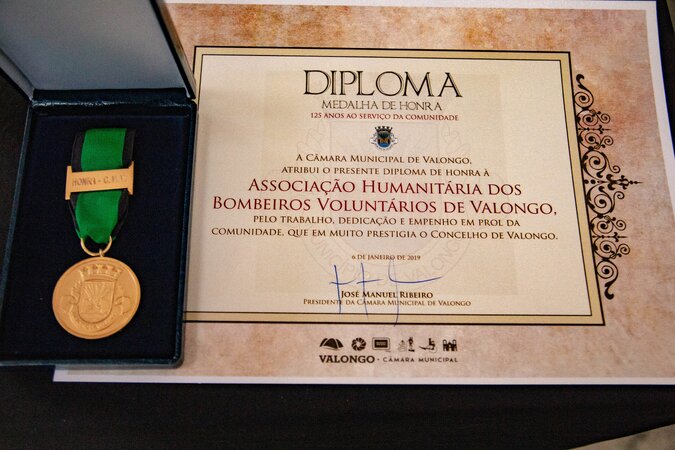 DIPLOMA
MEDALHA DE HONRA
125 ANOS AO SERVIÇO DA COMUNIDADE
A CÂMARA MUNICIPAL DE VALONGO,
ATRIBUI O PRESENTE DIPLOMA DE HONRA À
ASSOCIAÇÃO HUMANITÁRIA DOS
BOMBEIROS VOLUNTÁRIOS DE VALONGO,
PELO TRABALHO, DEDICAÇÃO E EMPENHO EM PROL DA
COMUNIDADE, QUE EM MUITO PRESTIGIA O CONCELHO DE VALONGO.
6 DE JANEIRO DE 2019
JOSÉ MANUEL RIBEIRO
PRESIDENTE DA CÂMARA MUNICIPAL DE VALONGO
VALONGO • CÂMARA MUNICIPAL
HONRA - C.M.V.